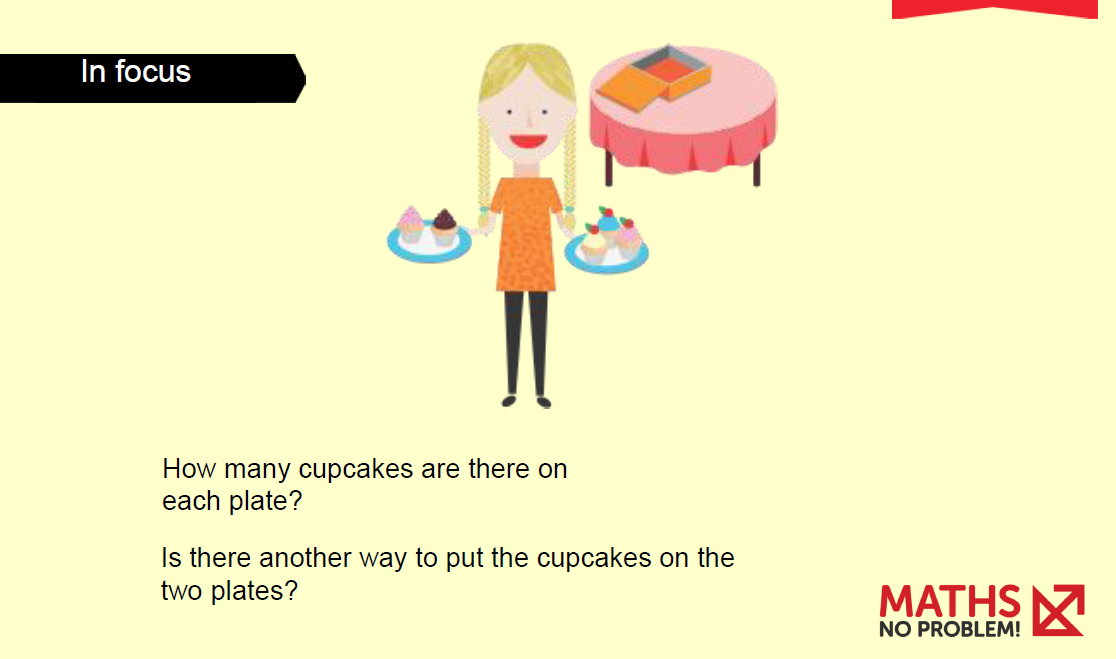 In focus
How many cupcakes are there on
each plate?
Is there another way to put the cupcakes on the
two plates?
MATHS
NO PROBLEM!